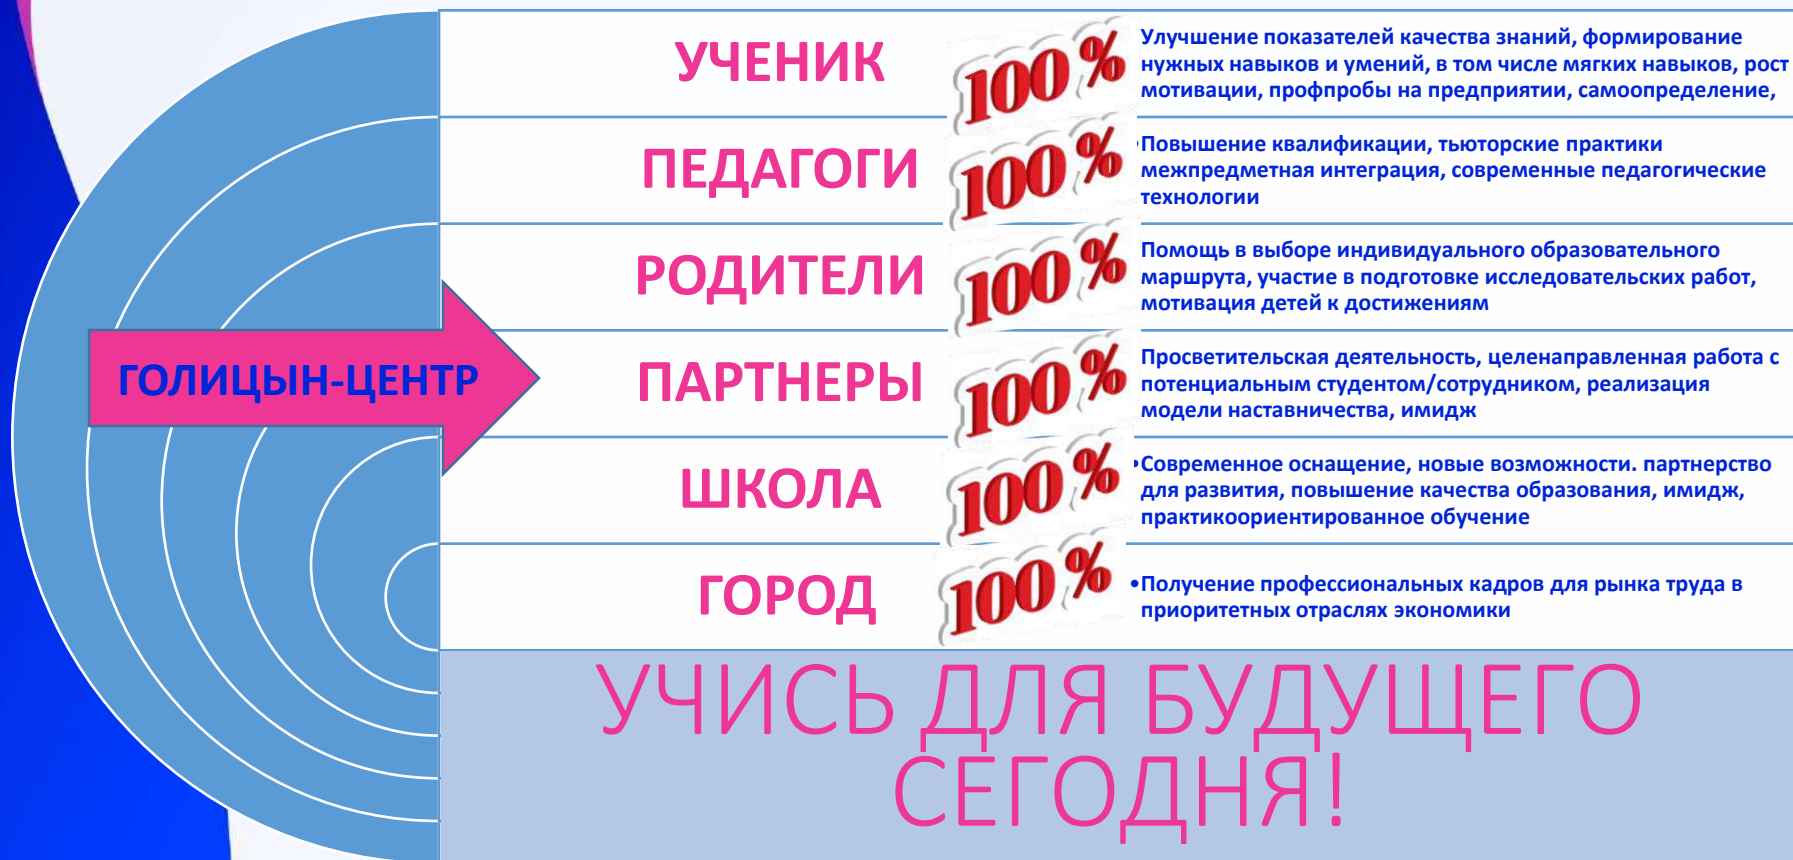 УЧЕНИК
100%
Улучшение показателей качества знаний, формирование
нужных навыков и умений, в том числе мягких навыков, рост
мотивации, профпробы на предприятии, самоопределение,
ПЕДАГОГИ
100%
•Повышение квалификации, тьюторские практики
межпредметная интеграция, современные педагогические
технологии
РОДИТЕЛИ
100%
Помощь в выборе индивидуального образовательного
маршрута, участие в подготовке исследовательских работ,
мотивация детей к достижениям
ГОЛИЦЫН-ЦЕНТР
ПАРТНЕРЫ
100%
Просветительская деятельность, целенаправленная работа с
потенциальным студентом/сотрудником, реализация
модели наставничества, имидж
ШКОЛА
100%
•Современное оснащение, новые возможности. партнерство
для развития, повышение качества образования, имидж,
практикоориентированное обучение
ГОРОД
100%
•Получение профессиональных кадров для рынка труда в
приоритетных отраслях экономики
УЧИСЬ ДЛЯ БУДУЩЕГО
СЕГОДНЯ!